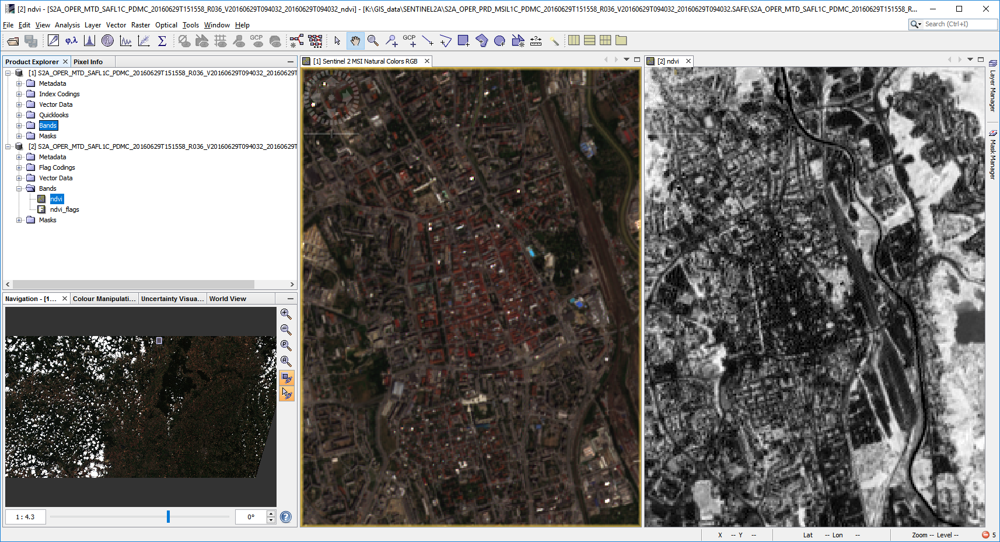 [2] ndvi - [S2A_OPER_MTD_SAFL1C_PDMC_20160629T151558_R036_V20160629T094032_20160629T094032_ndvi] - [K:\GIS_data\SENTINEL2A\S2A_OPER_PRD_MSIL1C_PDMC_20160629T151558_R036_V20160629T094032_20160629T094032.SAFE\S2A_OPER_MTD_SAFL1C_PDMC_20160629T151558_R...
File Edit View Analysis Layer Vector Raster Optical Tools Window Help
Search (Ctrl+I)
φ,λ Σ GCP GCP
Product Explorer Pixel Info
[1] Sentinel 2 MSI Natural Colors RGB
[2] ndvi
[1] S2A_OPER_MTD_SAFL1C_PDMC_20160629T151558_R036_V20160629T094032_20160629T
Metadata
Index Codings
Vector Data
Quicklooks
Bands
Masks
[2] S2A_OPER_MTD_SAFL1C_PDMC_20160629T151558_R036_V20160629T094032_20160629T
Metadata
Flag Codings
Vector Data
Bands
ndvi
ndvi_flags
Masks
Layer Manager
Mask Manager
Navigation - [1... Colour Manipulati... Uncertainty Visua... World View
1 : 4.3
0°
X -- Y -- Lat -- Lon -- Zoom -- Level -- 5